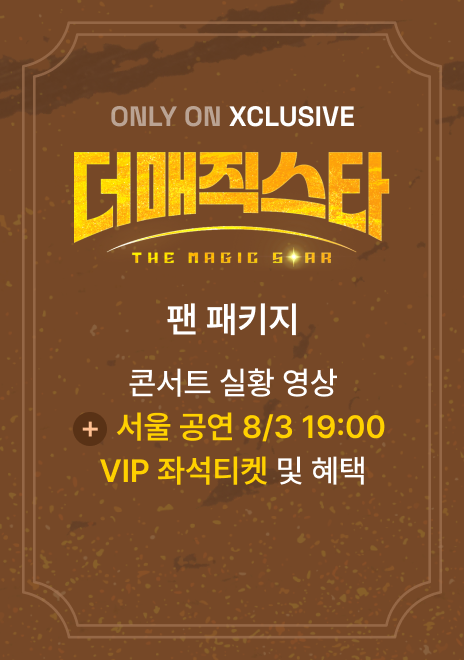 ONLY ON XCLUSIVE
더매직스타
THE MAGIC STAR
팬 패키지
콘서트 실황 영상
+ 서울 공연 8/3 19:00
VIP 좌석티켓 및 혜택